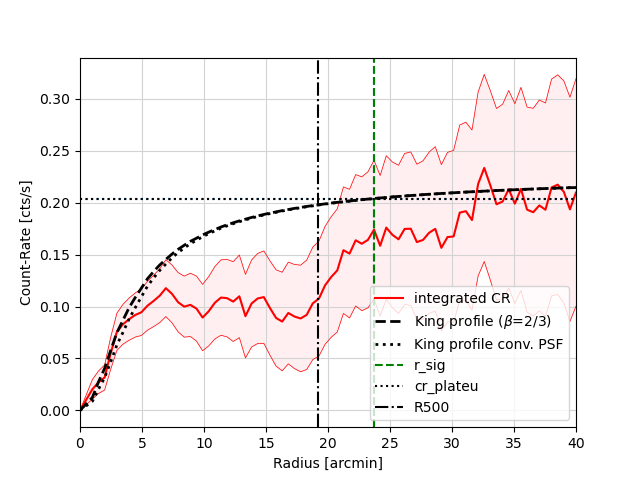 0.30
0.25
0.20
0.15
0.10
0.05
0.00
Count-Rate [cts/s]
integrated CR
King profile (β=2/3)
King profile conv. PSF
r_sig
cr_plateu
R500
0 5 10 15 20 25 30 35 40
Radius [arcmin]